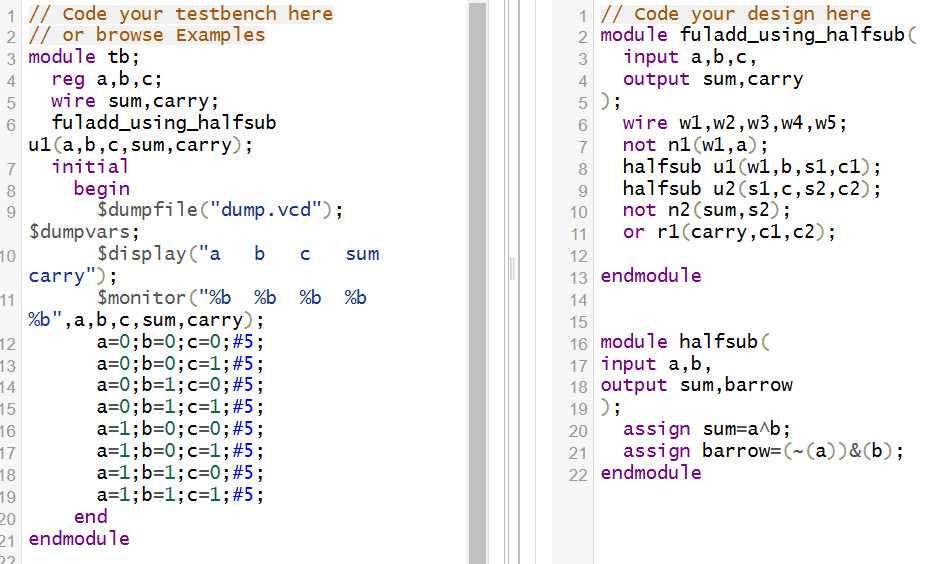 1 // Code your testbench here
2 // or browse Examples
3 module tb;
4   reg a,b,c;
5   wire sum,carry;
6   fuladd_using_halfsub
u1(a,b,c,sum,carry);
7   initial
8     begin
9       $dumpfile("dump.vcd");
$dumpvars;
10       $display("a   b   c   sum
carry");
11       $monitor("%b  %b  %b  %b
%b",a,b,c,sum,carry);
12       a=0;b=0;c=0;#5;
13       a=0;b=0;c=1;#5;
14       a=0;b=1;c=0;#5;
15       a=0;b=1;c=1;#5;
16       a=1;b=0;c=0;#5;
17       a=1;b=0;c=1;#5;
18       a=1;b=1;c=0;#5;
19       a=1;b=1;c=1;#5;
20     end
21 endmodule
22
1 // Code your design here
2 module fuladd_using_halfsub(
3   input a,b,c,
4   output sum,carry
5 );
6   wire w1,w2,w3,w4,w5;
7   not n1(w1,a);
8   halfsub u1(w1,b,s1,c1);
9   halfsub u2(s1,c,s2,c2);
10   not n2(sum,s2);
11   or r1(carry,c1,c2);
12
13 endmodule
14
15
16 module halfsub(
17 input a,b,
18 output sum,barrow
19 );
20   assign sum=a^b;
21   assign barrow=(~(a))&(b);
22 endmodule